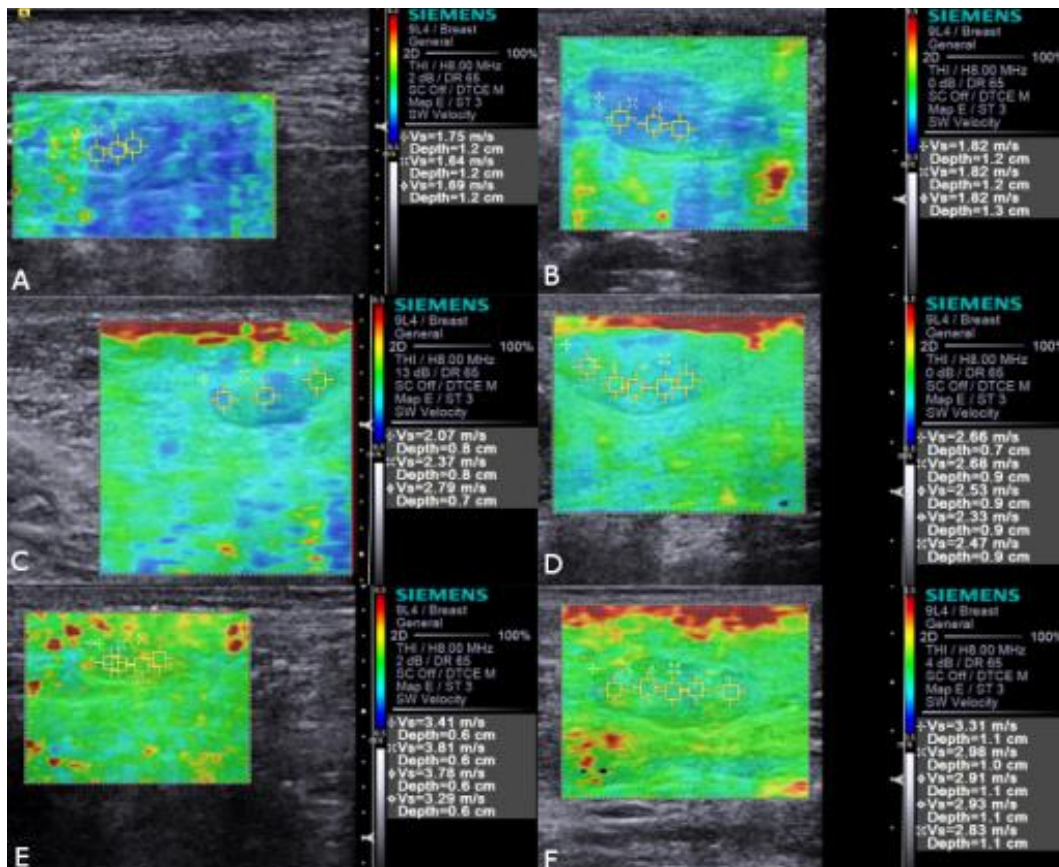 SIEMENS
9L4 / Breast
General
2D 100%
THI / H8.00 MHz
2 dB / DR 65
SC Off / DTCE M
Map E / ST 3
SW Velocity
Vs=1.75 m/s
Depth=1.2 cm
Vs=1.64 m/s
Depth=1.2 cm
Vs=1.69 m/s
Depth=1.2 cm
A
SIEMENS
9L4 / Breast
General
2D 100%
THI / H8.00 MHz
0 dB / DR 65
SC Off / DTCE M
Map E / ST 3
SW Velocity
Vs=1.82 m/s
Depth=1.2 cm
Vs=1.82 m/s
Depth=1.2 cm
Vs=1.82 m/s
Depth=1.3 cm
B
SIEMENS
9L4 / Breast
General
2D 100%
THI / H8.00 MHz
13 dB / DR 65
SC Off / DTCE M
Map E / ST 3
SW Velocity
Vs=2.07 m/s
Depth=0.8 cm
Vs=2.37 m/s
Depth=0.8 cm
Vs=2.79 m/s
Depth=0.7 cm
C
SIEMENS
9L4 / Breast
General
2D 100%
THI / H8.00 MHz
0 dB / DR 65
SC Off / DTCE M
Map E / ST 3
SW Velocity
Vs=2.66 m/s
Depth=0.7 cm
Vs=2.68 m/s
Depth=0.9 cm
Vs=2.53 m/s
Depth=0.9 cm
Vs=2.33 m/s
Depth=0.9 cm
Vs=2.47 m/s
Depth=0.9 cm
D
SIEMENS
9L4 / Breast
General
2D 100%
THI / H8.00 MHz
2 dB / DR 65
SC Off / DTCE M
Map E / ST 3
SW Velocity
Vs=3.41 m/s
Depth=0.6 cm
Vs=3.81 m/s
Depth=0.6 cm
Vs=3.78 m/s
Depth=0.6 cm
Vs=3.29 m/s
Depth=0.6 cm
E
SIEMENS
9L4 / Breast
General
2D 100%
THI / H8.00 MHz
4 dB / DR 65
SC Off / DTCE M
Map E / ST 3
SW Velocity
Vs=3.31 m/s
Depth=1.1 cm
Vs=2.98 m/s
Depth=1.0 cm
Vs=2.91 m/s
Depth=1.1 cm
Vs=2.93 m/s
Depth=1.1 cm
Vs=2.83 m/s
Depth=1.1 cm
F